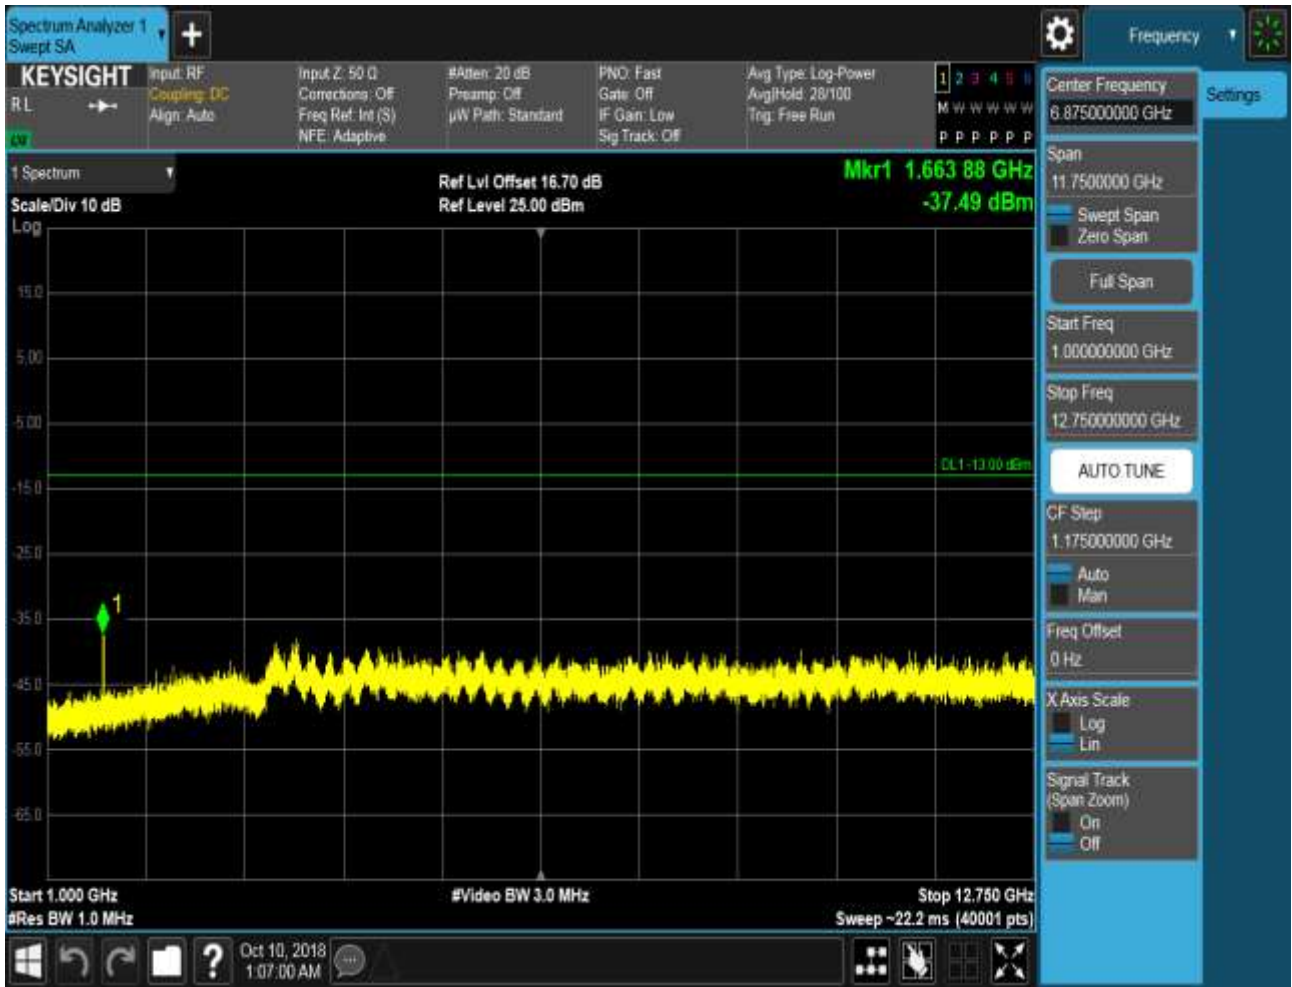 Spectrum Analyzer 1
Swept SA
Frequency
KEYSIGHT
R L
Input: RF
Coupling: DC
Align: Auto
Input Z: 50 Ω
Corrections: Off
Freq Ref: Int (S)
NFE: Adaptive
#Atten: 20 dB
Preamp: Off
µW Path: Standard
PNO: Fast
Gate: Off
IF Gain: Low
Sig Track: Off
Avg Type: Log-Power
Avg|Hold: 28/100
Trig: Free Run
1 2 3 4 5 6
M W W W W W
P P P P P P
1 Spectrum
Scale/Div 10 dB
Log
Ref Lvl Offset 16.70 dB
Ref Level 25.00 dBm
Mkr1 1.663 88 GHz
-37.49 dBm
15.0
5.00
-5.00
DL1 -13.00 dBm
-15.0
-25.0
1
-35.0
-45.0
-55.0
-65.0
Start 1.000 GHz
#Video BW 3.0 MHz
Stop 12.750 GHz
#Res BW 1.0 MHz
Sweep ~22.2 ms (40001 pts)
Center Frequency
6.875000000 GHz
Settings
Span
11.7500000 GHz
Swept Span
Zero Span
Full Span
Start Freq
1.000000000 GHz
Stop Freq
12.750000000 GHz
AUTO TUNE
CF Step
1.175000000 GHz
Auto
Man
Freq Offset
0 Hz
X Axis Scale
Log
Lin
Signal Track
(Span Zoom)
On
Off
?
Oct 10, 2018
1:07:00 AM